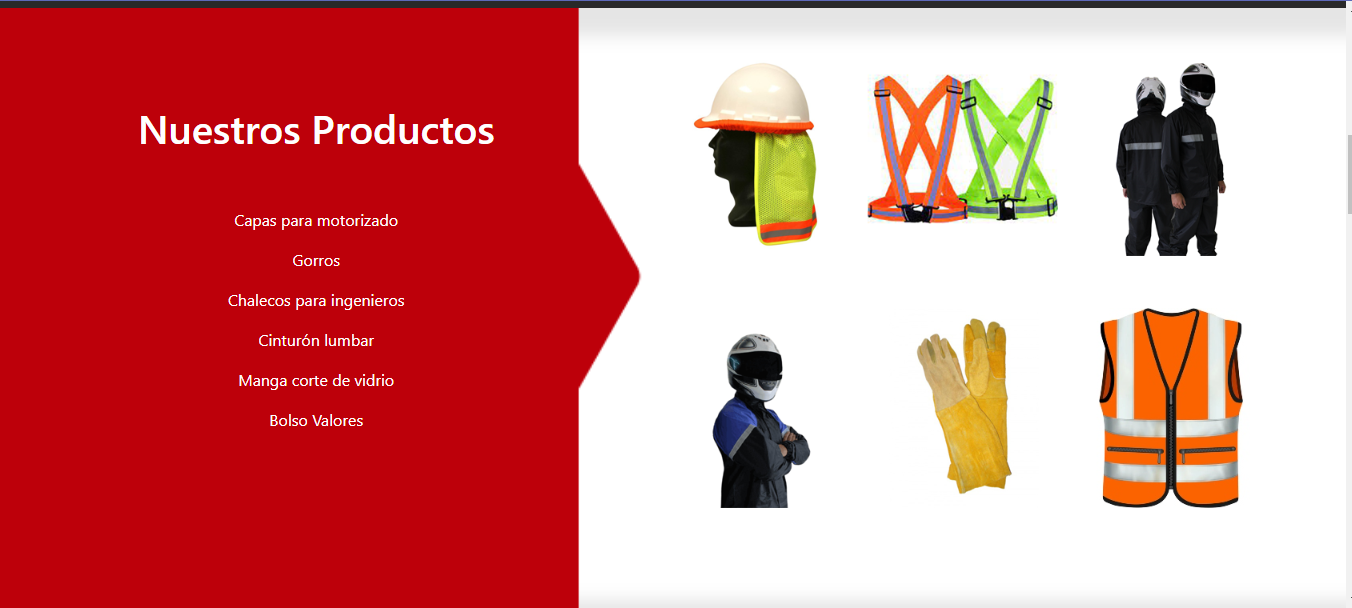 Nuestros Productos
Capas para motorizado
Gorros
Chalecos para ingenieros
Cinturón lumbar
Manga corte de vidrio
Bolso Valores